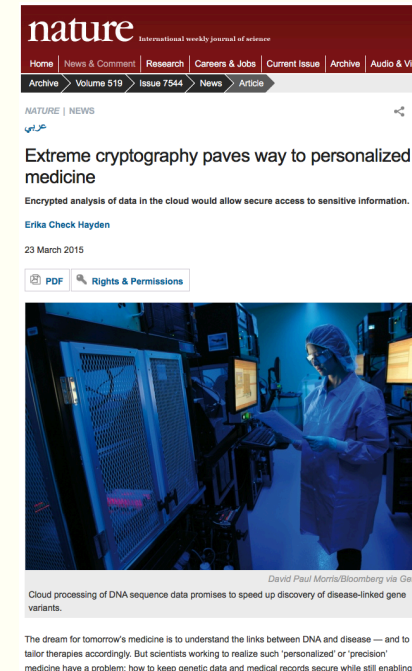 nature International weekly journal of science
Home News & Comment Research Careers & Jobs Current Issue Archive Audio &
Archive Volume 519 Issue 7544 News Article
NATURE | NEWS
عربي
Extreme cryptography paves way to personalized
medicine
Encrypted analysis of data in the cloud would allow secure access to sensitive information.
Erika Check Hayden
23 March 2015
PDF Rights & Permissions
David Paul Morris/Bloomberg via
Cloud processing of DNA sequence data promises to speed up discovery of disease-linked gene
variants.
The dream for tomorrow's medicine is to understand the links between DNA and disease — and to
tailor therapies accordingly. But scientists working to realize such 'personalized' or 'precision'
medicine have a problem: how to keep genetic data and medical records secure while still enabling